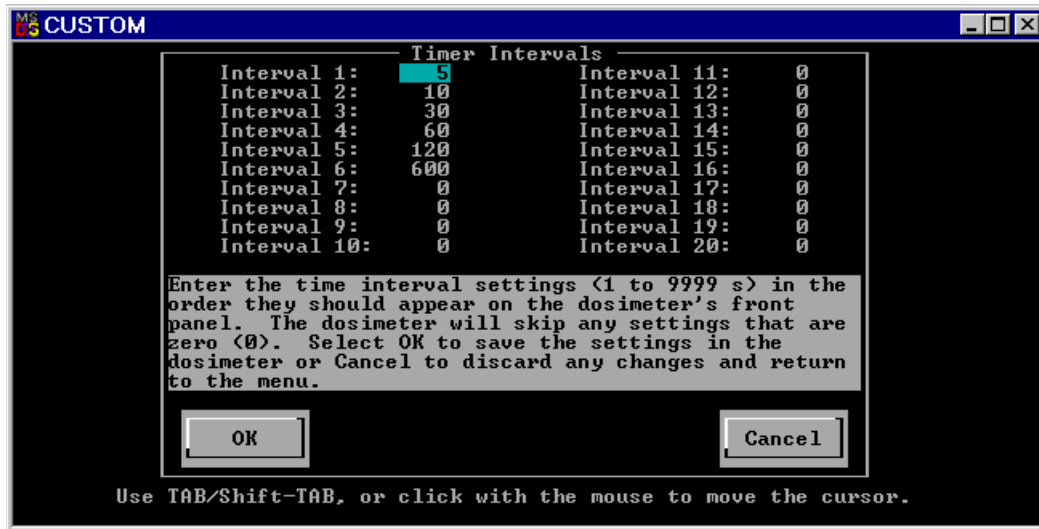 CUSTOM
Timer Intervals
Interval 1: 5 Interval 11: 0
Interval 2: 10 Interval 12: 0
Interval 3: 30 Interval 13: 0
Interval 4: 60 Interval 14: 0
Interval 5: 120 Interval 15: 0
Interval 6: 600 Interval 16: 0
Interval 7: 0 Interval 17: 0
Interval 8: 0 Interval 18: 0
Interval 9: 0 Interval 19: 0
Interval 10: 0 Interval 20: 0
Enter the time interval settings (1 to 9999 s) in the
order they should appear on the dosimeter's front
panel.  The dosimeter will skip any settings that are
zero (0).  Select OK to save the settings in the
dosimeter or Cancel to discard any changes and return
to the menu.
OK Cancel
Use TAB/Shift-TAB, or click with the mouse to move the cursor.